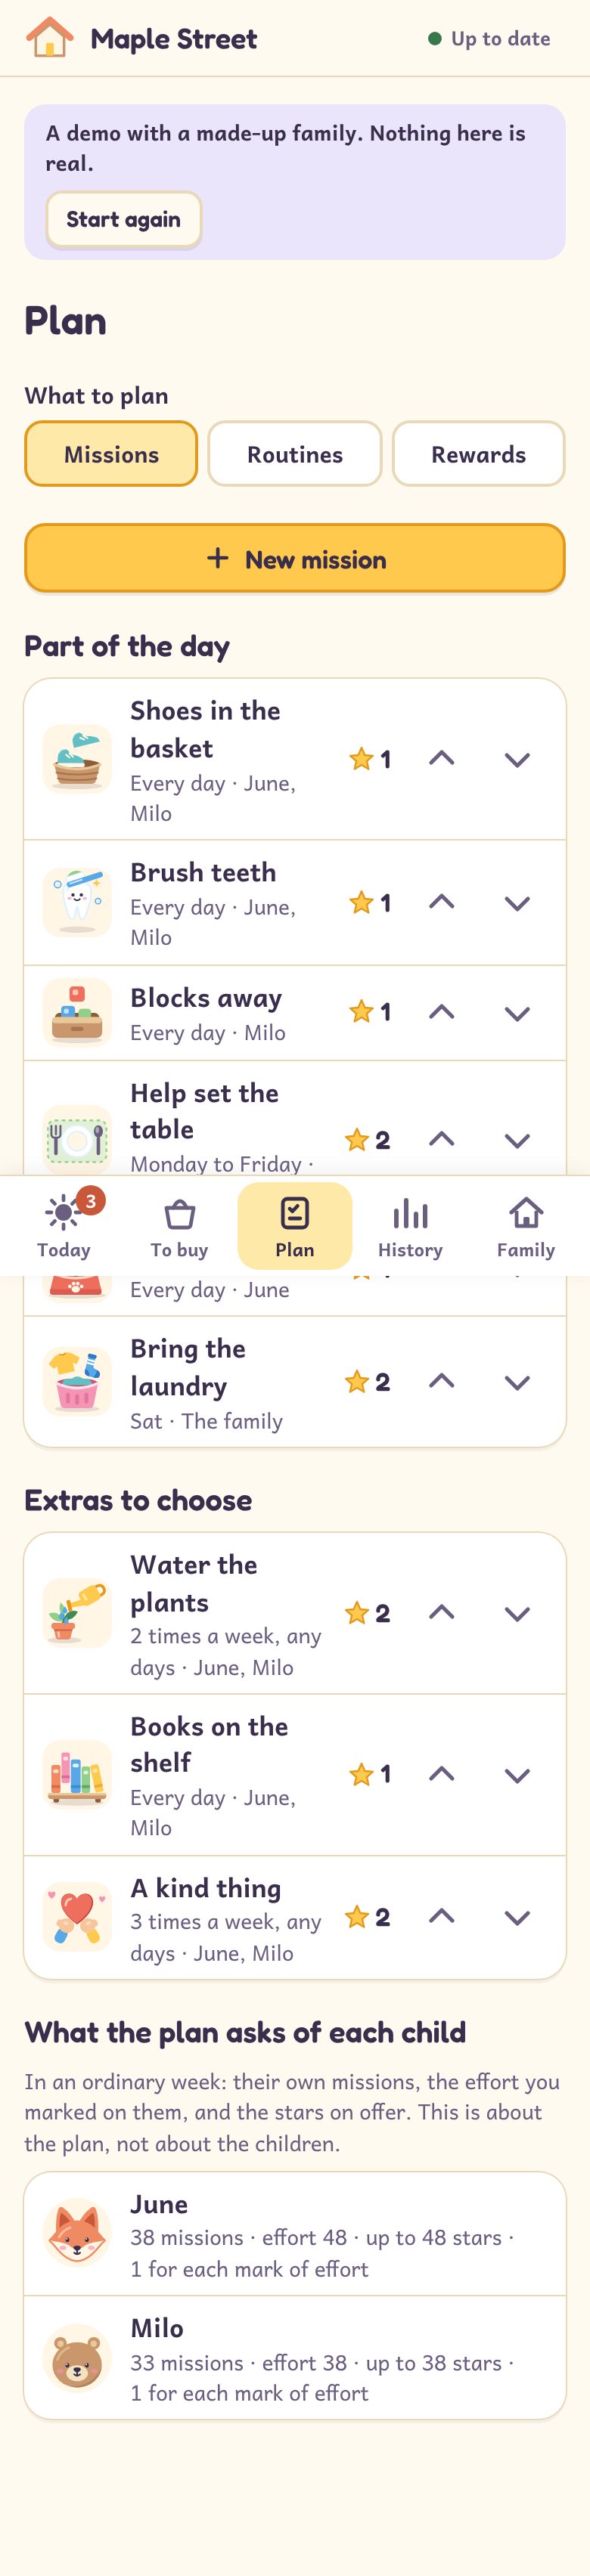 Maple Street
Up to date
A demo with a made-up family. Nothing here is
real.
Start again
Plan
What to plan
Missions
Routines
Rewards
New mission
Part of the day
Shoes in the
basket
Every day · June,
Milo
1
Brush teeth
Every day · June,
Milo
1
Blocks away
Every day · Milo
1
Help set the
table
Monday to Friday ·
2
3
Today
To buy
Plan
History
Family
Every day · June
Bring the
laundry
Sat · The family
2
Extras to choose
Water the
plants
2 times a week, any
days · June, Milo
2
Books on the
shelf
Every day · June,
Milo
1
A kind thing
3 times a week, any
days · June, Milo
2
What the plan asks of each child
In an ordinary week: their own missions, the effort you
marked on them, and the stars on offer. This is about
the plan, not about the children.
June
38 missions · effort 48 · up to 48 stars ·
1 for each mark of effort
Milo
33 missions · effort 38 · up to 38 stars ·
1 for each mark of effort